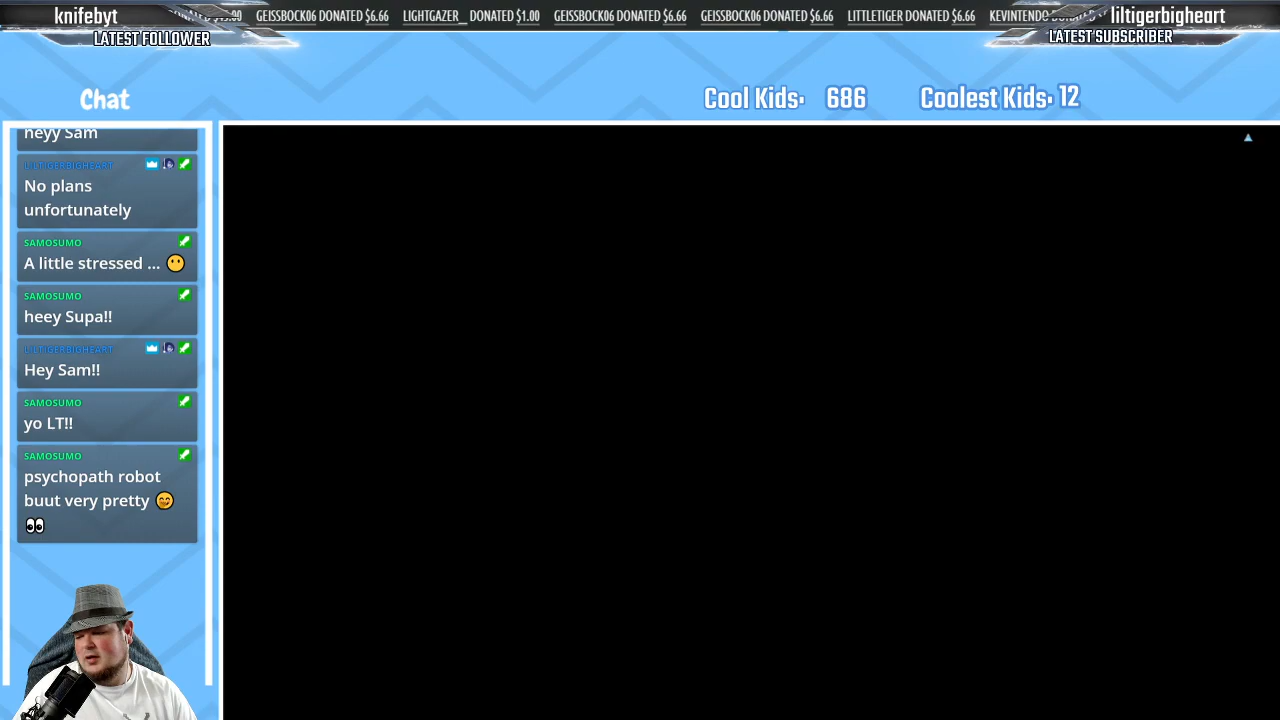 knifebyt
LATEST FOLLOWER
GEISSBOCK06 DONATED $6.66 LIGHTGAZER_ DONATED $1.00 GEISSBOCK06 DONATED $6.66 GEISSBOCK06 DONATED $6.66 LITTLETIGER DONATED $6.66 KEVINTENDO
liltigerbigheart
LATEST SUBSCRIBER
Chat
Cool Kids: 686
Coolest Kids: 12
heyy Sam
LILTIGERBIGHEART
No plans
unfortunately
SAMOSUMO
A little stressed ... 😶
SAMOSUMO
heey Supa!!
LILTIGERBIGHEART
Hey Sam!!
SAMOSUMO
yo LT!!
SAMOSUMO
psychopath robot
buut very pretty 🤭
👀